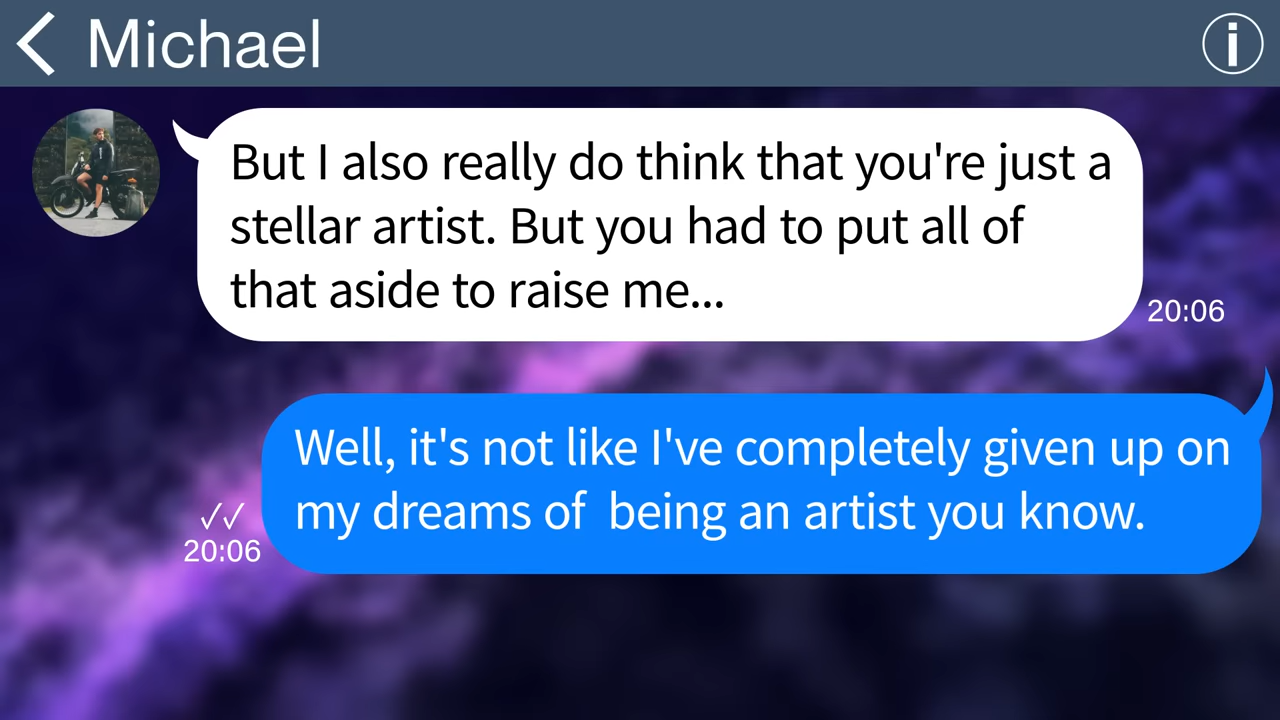 Michael
But I also really do think that you're just a
stellar artist. But you had to put all of
that aside to raise me...
20:06
Well, it's not like I've completely given up on
my dreams of  being an artist you know.
20:06